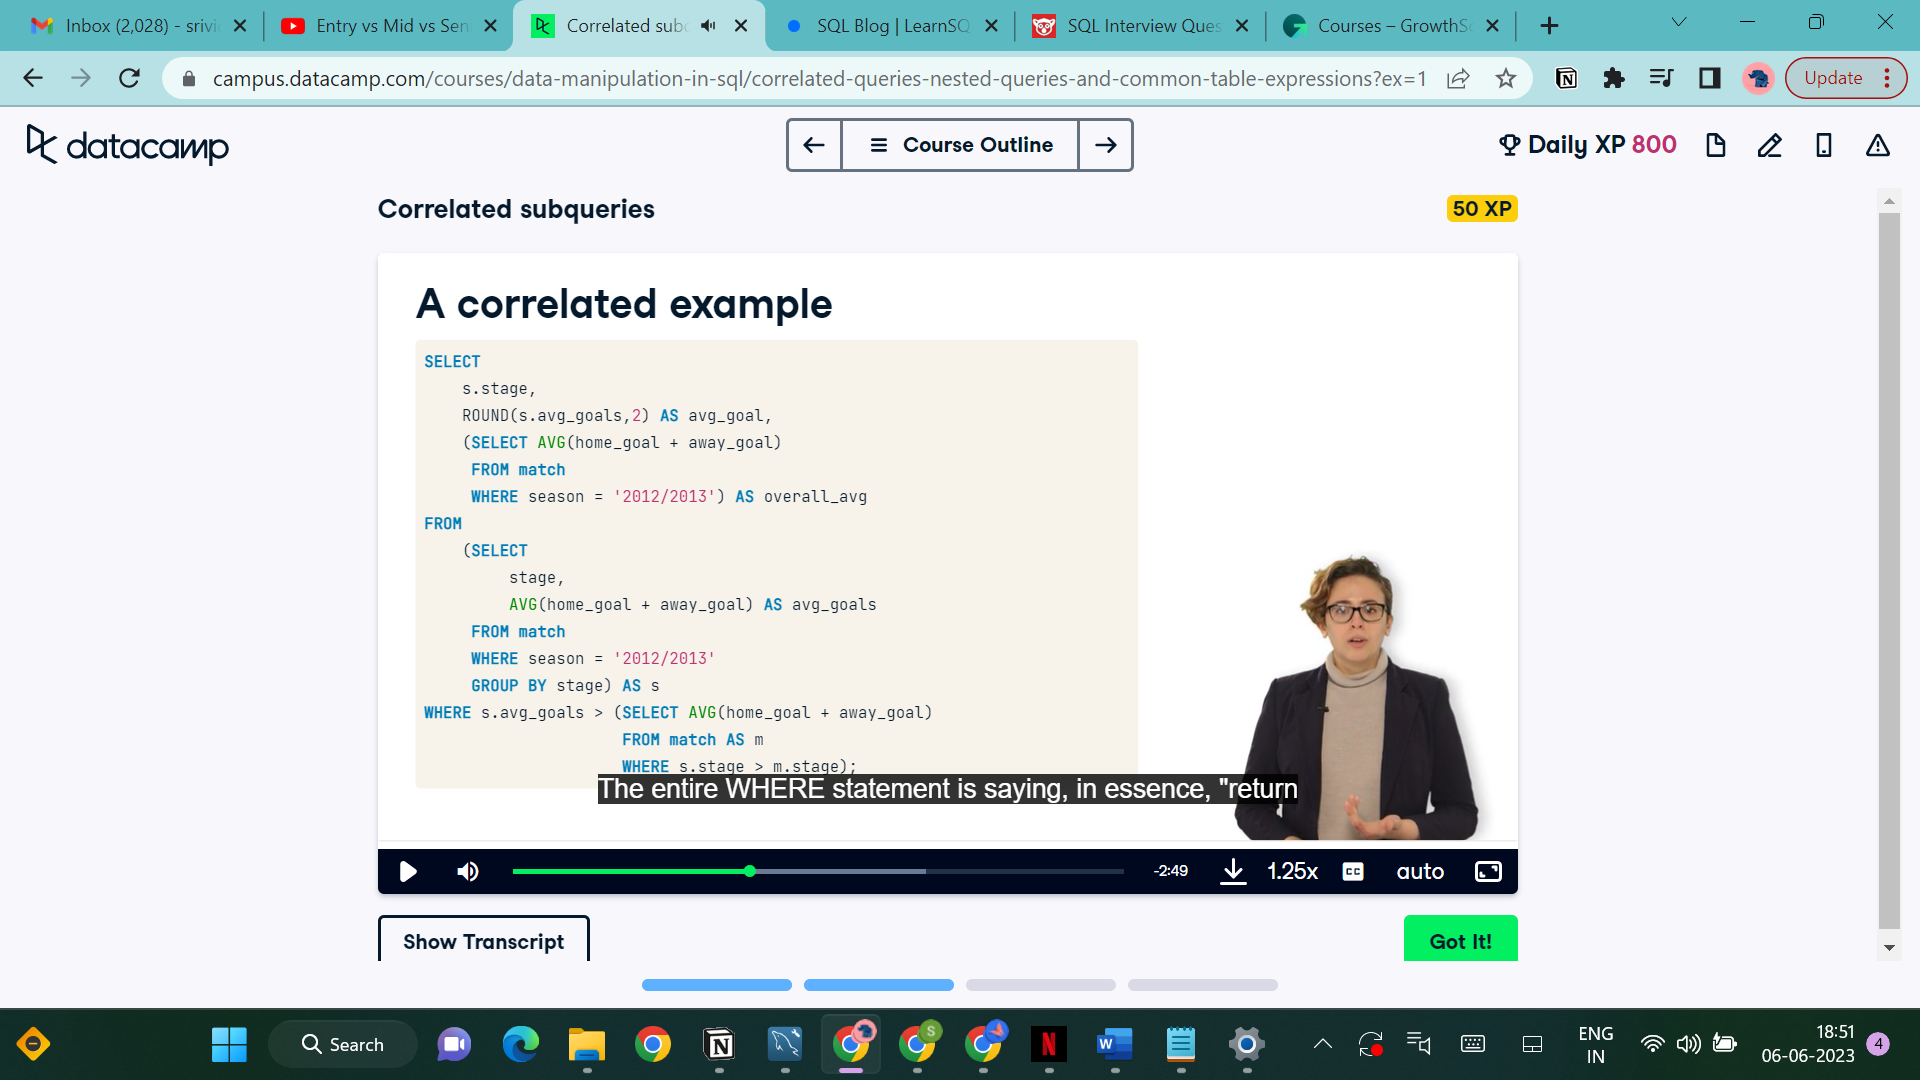 Inbox (2,028) - srivi
Entry vs Mid vs Sen
Correlated sub
SQL Blog | LearnSQ
SQL Interview Ques
Courses – GrowthSc
campus.datacamp.com/courses/data-manipulation-in-sql/correlated-queries-nested-queries-and-common-table-expressions?ex=1
Update
datacamp
Course Outline
Daily XP 800
Correlated subqueries
50 XP
A correlated example
SELECT
s.stage,
ROUND(s.avg_goals,2) AS avg_goal,
(SELECT AVG(home_goal + away_goal)
FROM match
WHERE season = '2012/2013') AS overall_avg
FROM
(SELECT
stage,
AVG(home_goal + away_goal) AS avg_goals
FROM match
WHERE season = '2012/2013'
GROUP BY stage) AS s
WHERE s.avg_goals > (SELECT AVG(home_goal + away_goal)
FROM match AS m
WHERE s.stage > m.stage);
The entire WHERE statement is saying, in essence, "return
-2:49
1.25x
CC
auto
Show Transcript
Got It!
Search
S
N
W
ENG
IN
18:51
06-06-2023
4